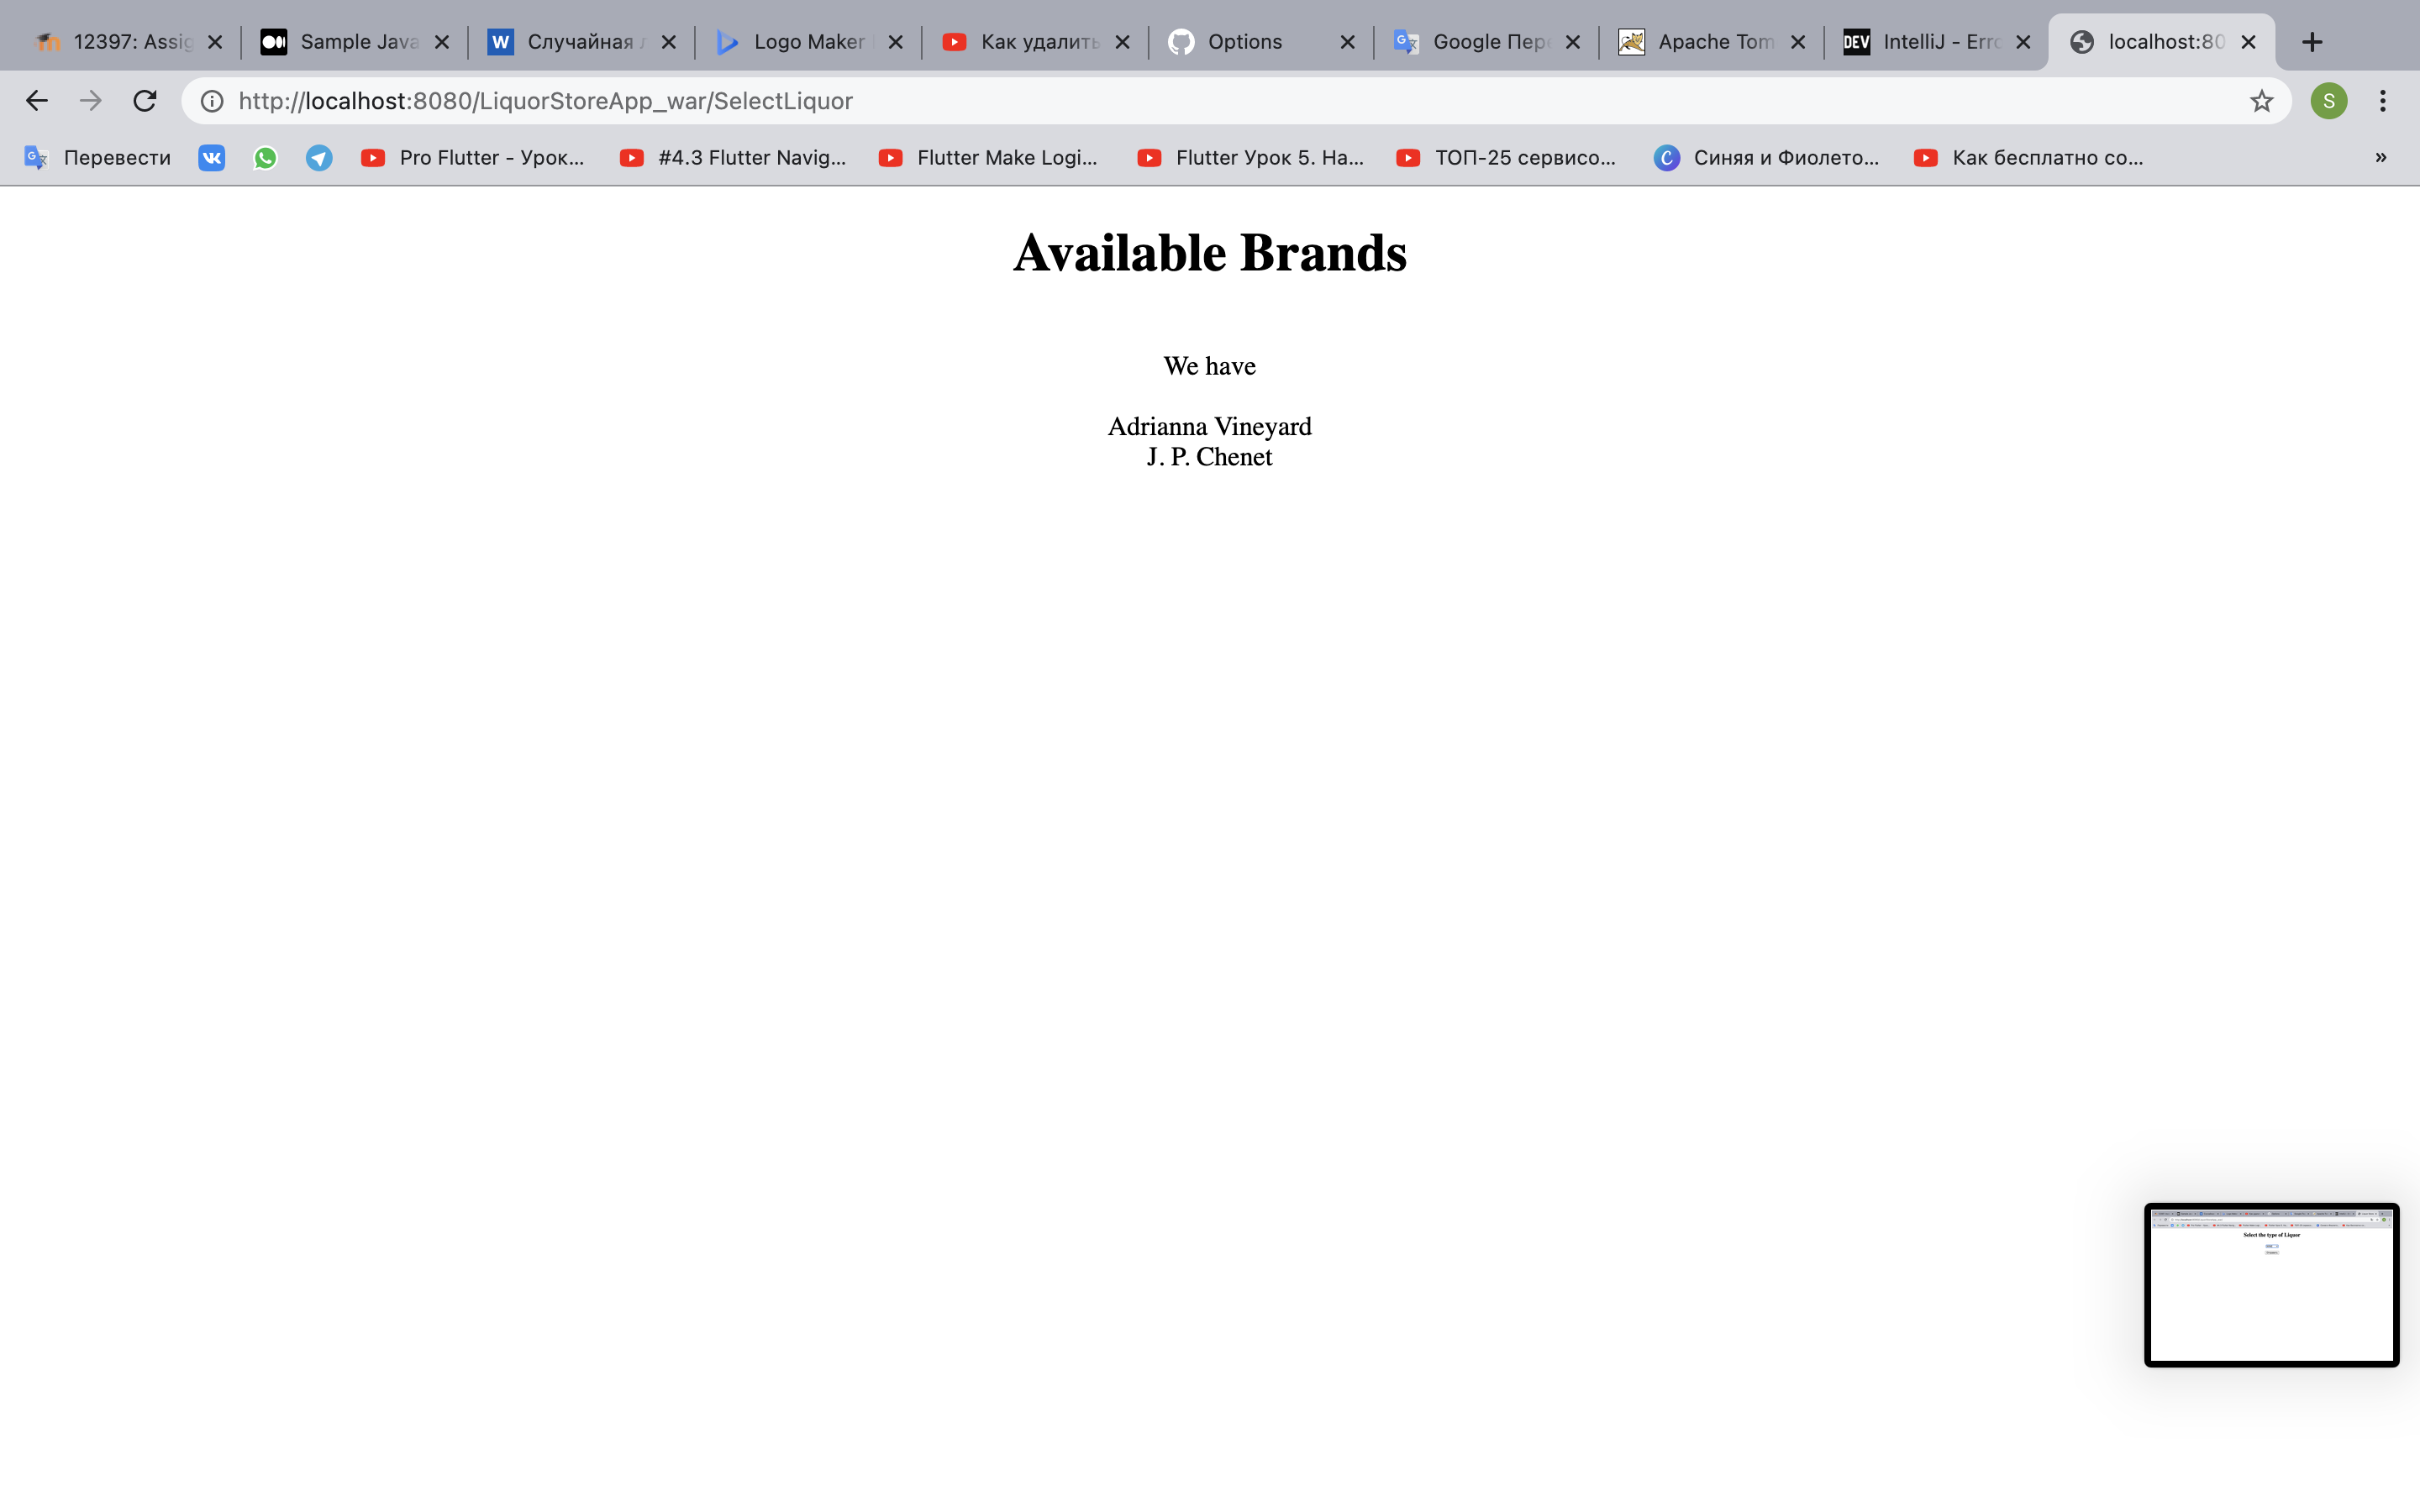 12397: Assig
Sample Java
W Случайная
Logo Maker
Как удалить
Options
Google Пер
Apache Tom
DEV IntelliJ - Erro
localhost:80
http://localhost:8080/LiquorStoreApp_war/SelectLiquor
S
Перевести
Pro Flutter - Урок...
#4.3 Flutter Navig...
Flutter Make Logi...
Flutter Урок 5. На...
ТОП-25 сервисо...
C Синяя и Фиолето...
Как бесплатно со...
»
Available Brands
We have
Adrianna Vineyard
J. P. Chenet
Select the type of Liquor